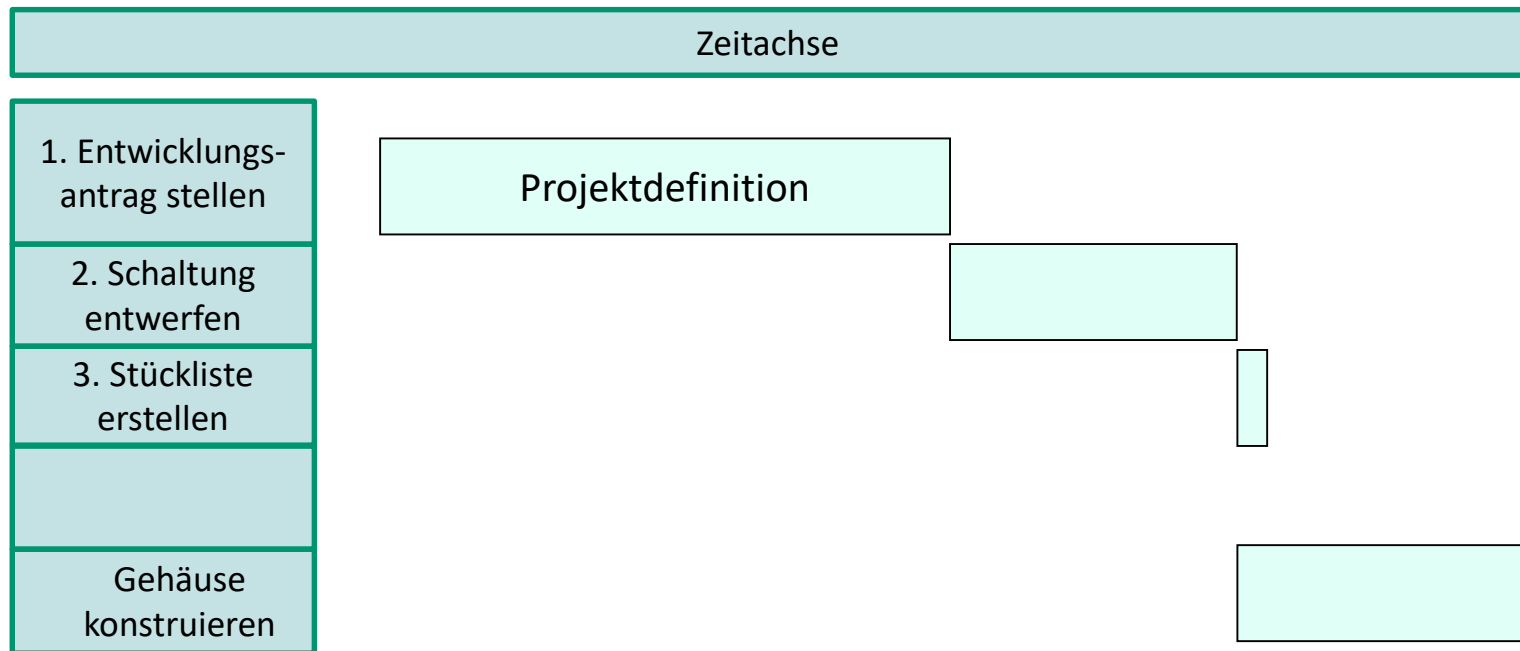 Zeitachse
1. Entwicklungs-
antrag stellen
Projektdefinition
2. Schaltung
entwerfen
3. Stückliste
erstellen
Gehäuse
konstruieren